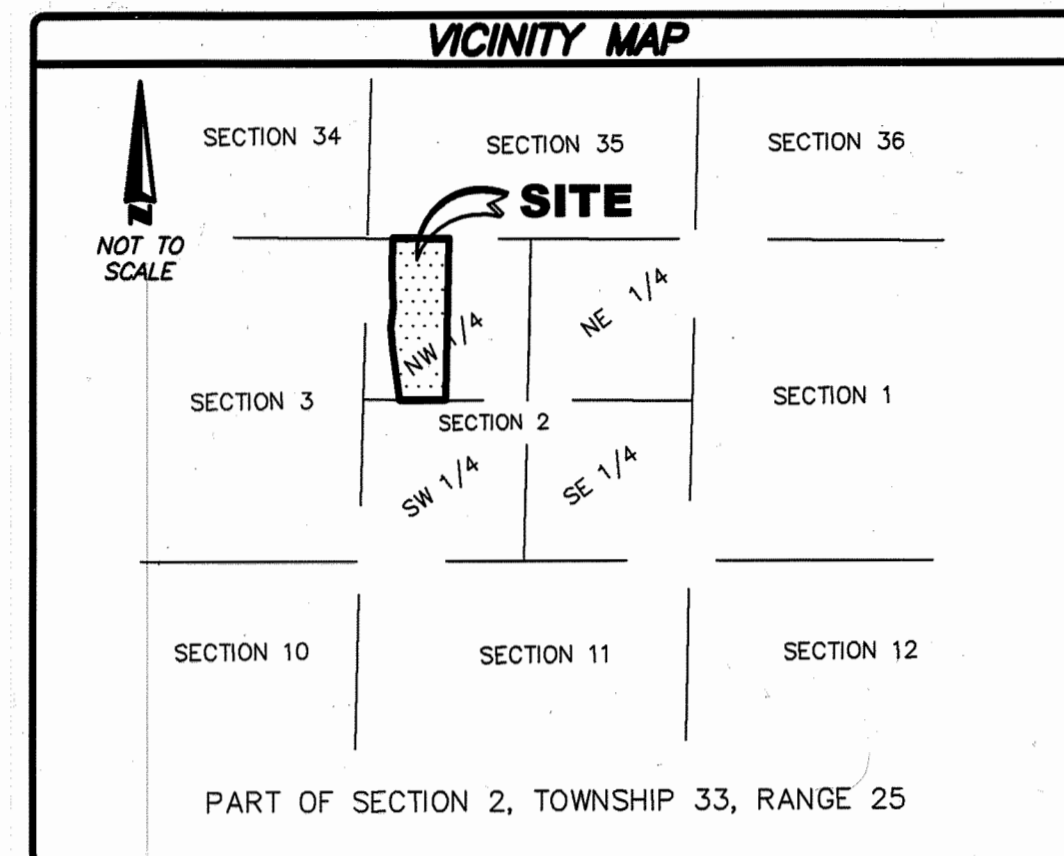 VICINITY MAP
SECTION 34
SECTION 35
SECTION 36
SITE
N
NOT TO
SCALE
NW 1/4
NE 1/4
SECTION 3
SECTION 1
SECTION 2
SW 1/4
SE 1/4
SECTION 10
SECTION 11
SECTION 12
PART OF SECTION 2, TOWNSHIP 33, RANGE 25